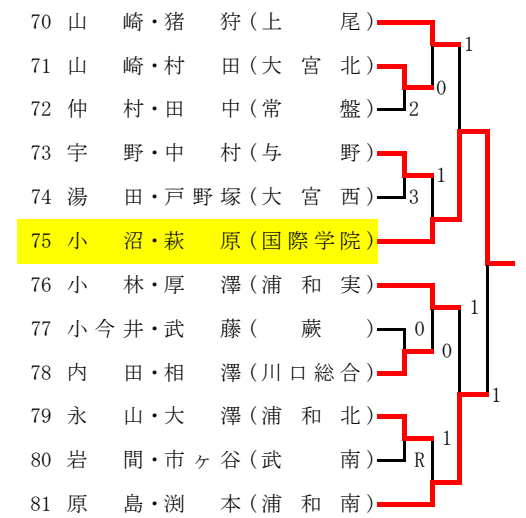 70 山　崎・猪　狩(上　　尾)
1
71 山　崎・村　田(大宮北)
0
72 仲　村・田　中(常　　盤)
2
73 宇　野・中　村(与　　野)
1
74 湯　田・戸野塚(大宮西)
3
75 小　沼・萩　原(国際学院)
76 小　林・厚　澤(浦和実)
1
77 小今井・武　藤(　蕨　)
0
0
78 内　田・相　澤(川口総合)
1
79 永　山・大　澤(浦和北)
1
80 岩　間・市ヶ谷(武　　南)
R
81 原　島・渕　本(浦和南)